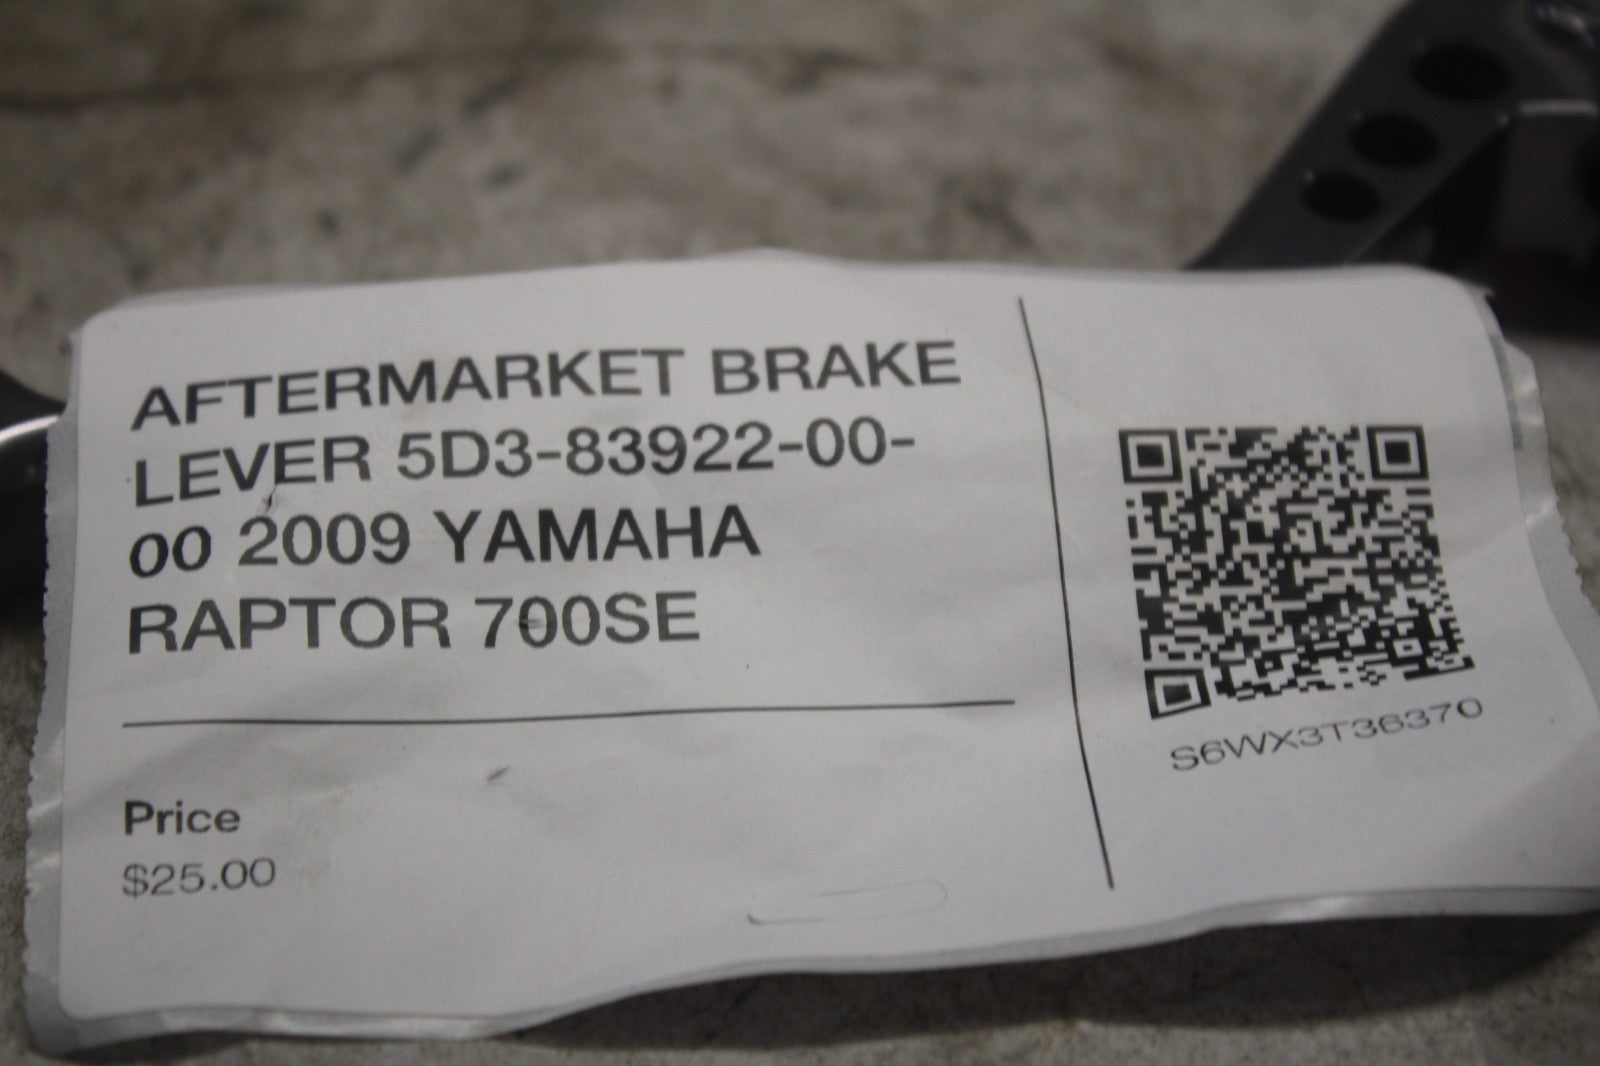 AFTERMARKET BRAKE
LEVER 5D3-83922-00-
00 2009 YAMAHA
RAPTOR 700SE
Price
$25.00
S6WX3T36370